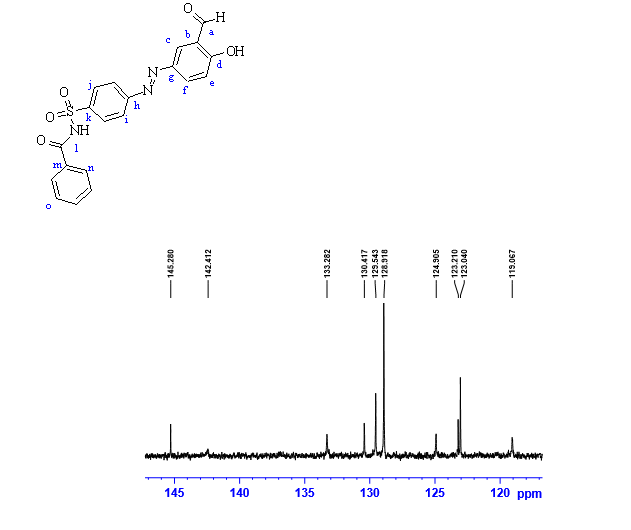 O
H
c
b
a
OH
N
d
j
g
e
N
f
O
h
S
O
k
i
NH
O
l
m
n
o
145.280
142.412
133.282
130.417
129.543
128.918
124.905
123.210
123.040
119.067
145 140 135 130 125 120 ppm